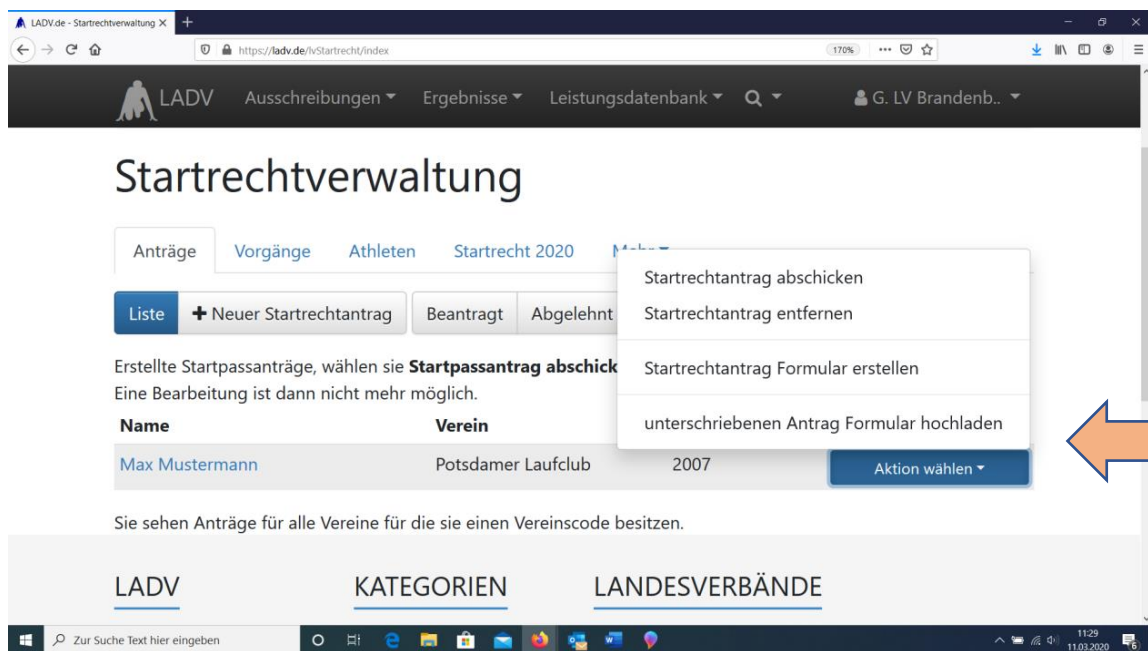 LADV.de - Startrechtverwaltung
https://ladv.de/lvStartrecht/index
170%
LADV Ausschreibungen Ergebnisse Leistungsdatenbank G. LV Brandenb..
Startrechtverwaltung
Anträge Vorgänge Athleten Startrecht 2020
Startrechtantrag abschicken
Startrechtantrag entfernen
Startrechtantrag Formular erstellen
unterschriebenen Antrag Formular hochladen
Liste + Neuer Startrechtantrag Beantragt Abgelehnt
Erstellte Startpassanträge, wählen sie Startpassantrag abschick
Eine Bearbeitung ist dann nicht mehr möglich.
Name Verein
Max Mustermann Potsdamer Laufclub 2007 Aktion wählen
Sie sehen Anträge für alle Vereine für die sie einen Vereinscode besitzen.
LADV KATEGORIEN LANDESVERBÄNDE
Zur Suche Text hier eingeben
11:29
11.03.2020